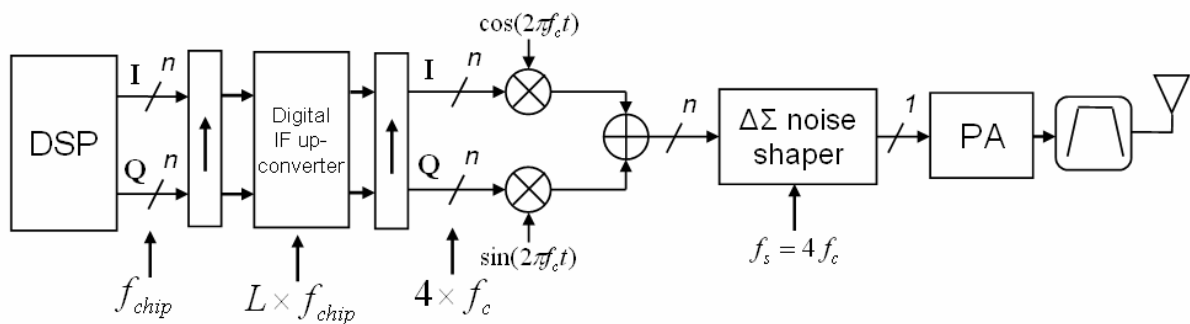 cos(2πf_c t)
DSP
I
n
Q
n
Digital
IF up-
converter
I
n
Q
n
n
ΔΣ noise
shaper
1
PA
sin(2πf_c t)
f_s = 4 f_c
f_chip
L × f_chip
4 × f_c